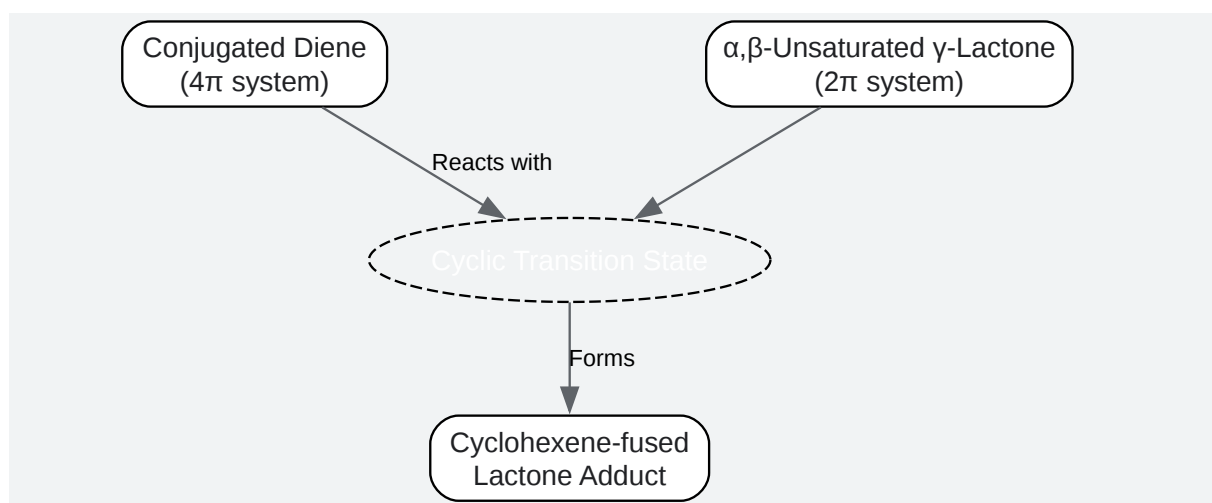 Conjugated Diene
(4π system)
α,β-Unsaturated γ-Lactone
(2π system)
Reacts with
Cyclic Transition State
Forms
Cyclohexene-fused
Lactone Adduct